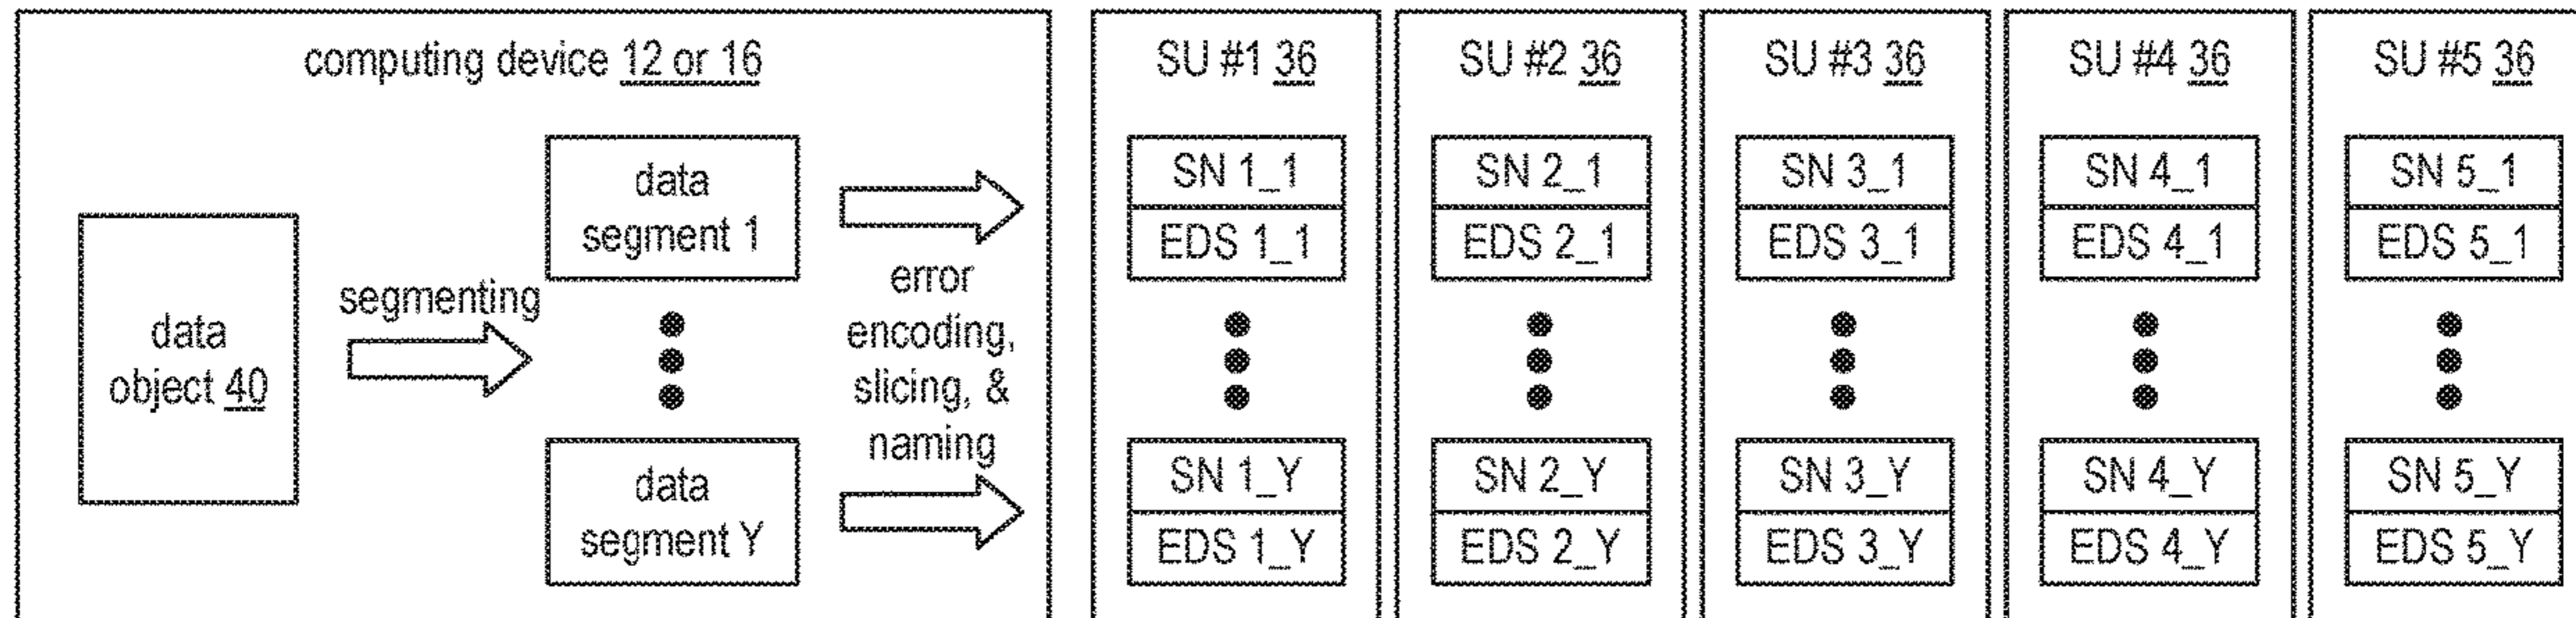 computing device 12 or 16
data
object 40
segmenting
data
segment 1
data
segment Y
error
encoding,
slicing, &
naming
SU #1 36
SN 1_1
EDS 1_1
SN 1_Y
EDS 1_Y
SU #2 36
SN 2_1
EDS 2_1
SN 2_Y
EDS 2_Y
SU #3 36
SN 3_1
EDS 3_1
SN 3_Y
EDS 3_Y
SU #4 36
SN 4_1
EDS 4_1
SN 4_Y
EDS 4_Y
SU #5 36
SN 5_1
EDS 5_1
SN 5_Y
EDS 5_Y